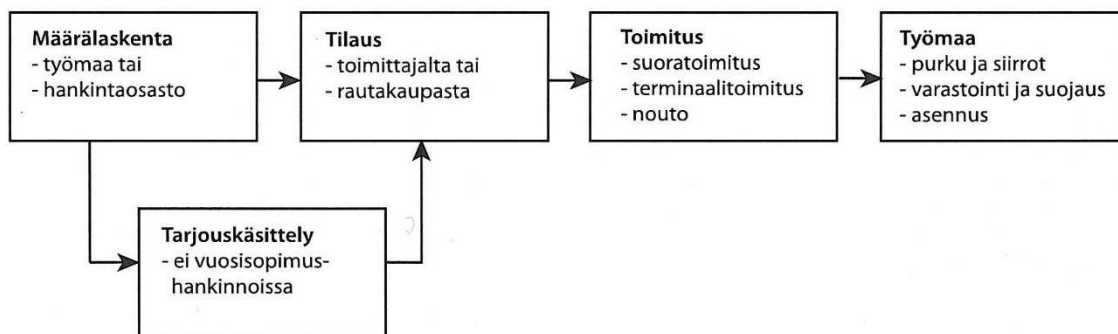 Määrälaskenta
- työmaa tai
- hankintaosasto
Tilaus
- toimittajalta tai
- rautakaupasta
Toimitus
- suoratoimitus
- terminaalitoimitus
- nouto
Työmaa
- purku ja siirrot
- varastointi ja suojaus
- asennus
Tarjouskäsittely
- ei vuosisopimus-
hankinnoissa